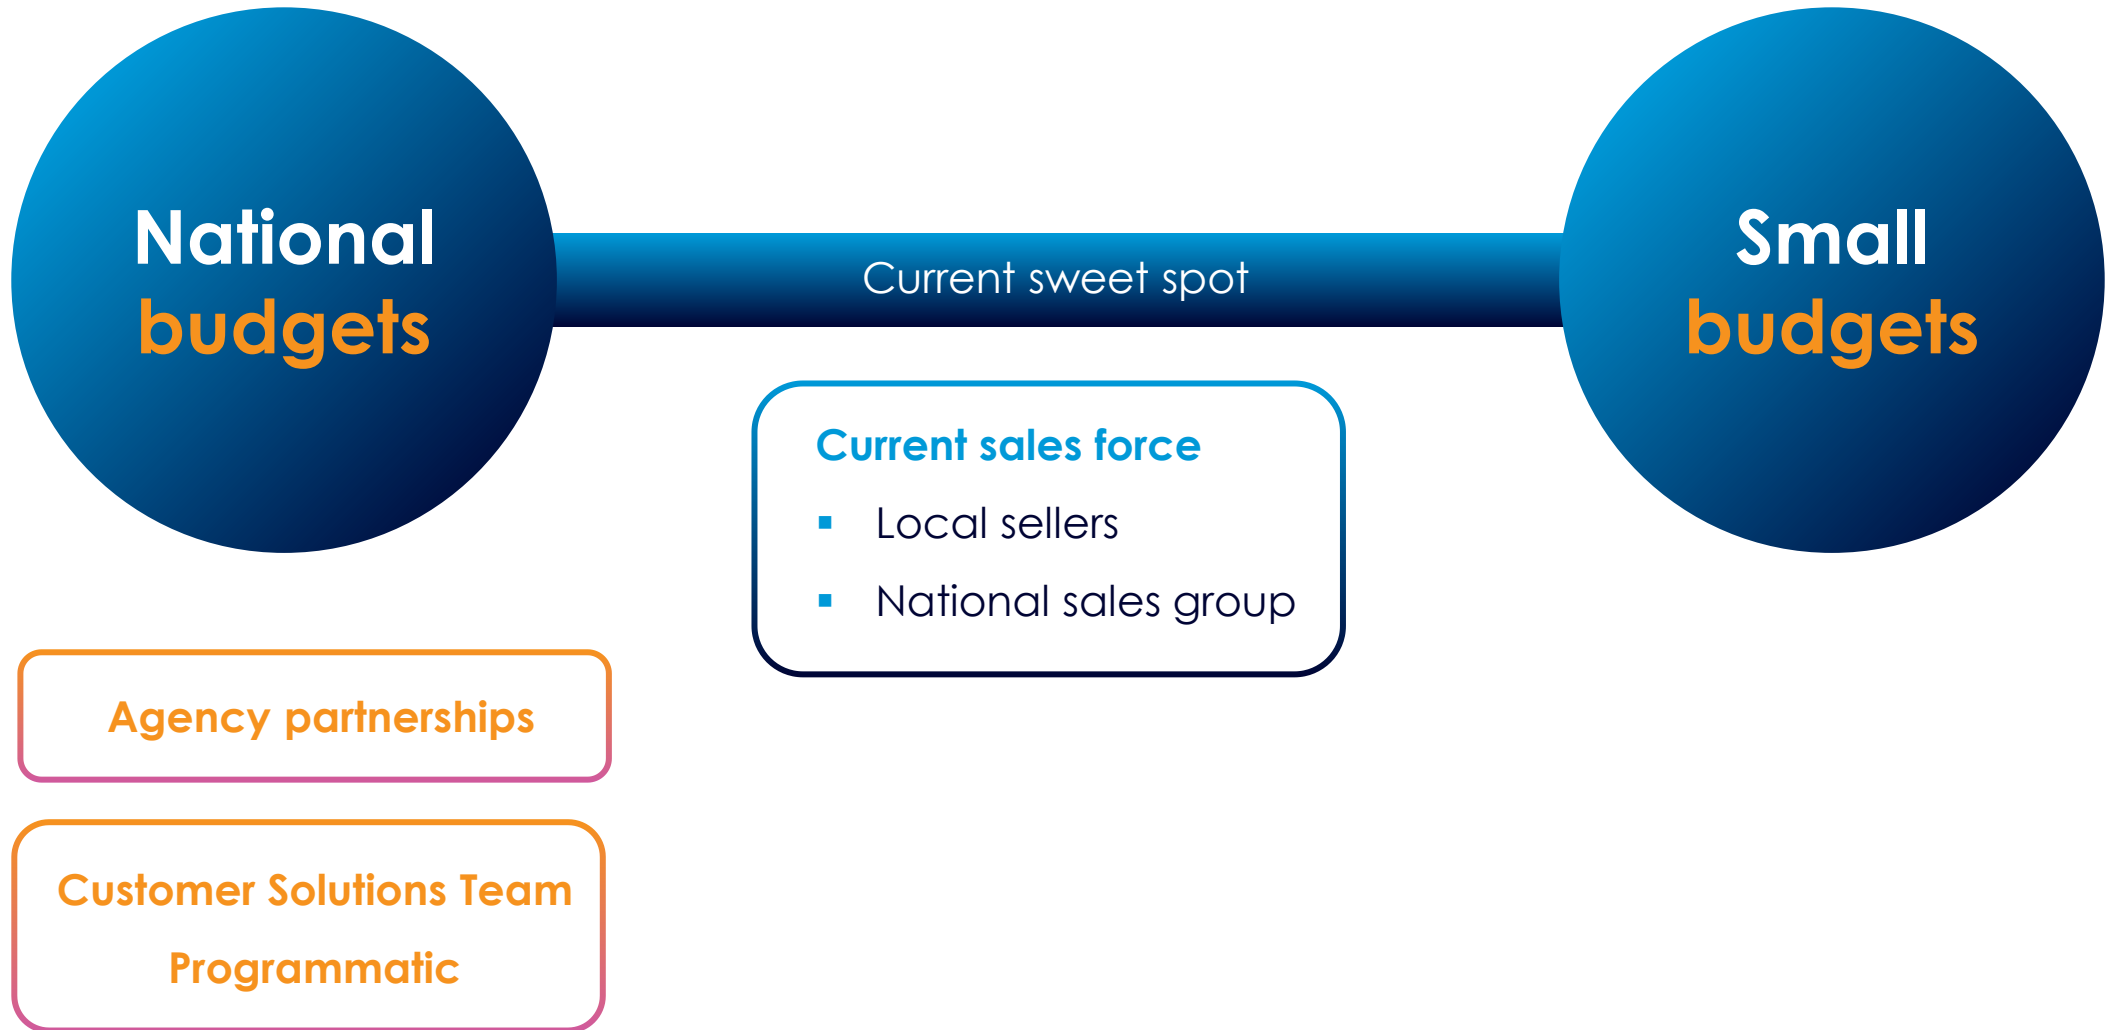 National
budgets
Current sweet spot
Small
budgets
Current sales force
▪ Local sellers
▪ National sales group
Agency partnerships
Customer Solutions Team
Programmatic